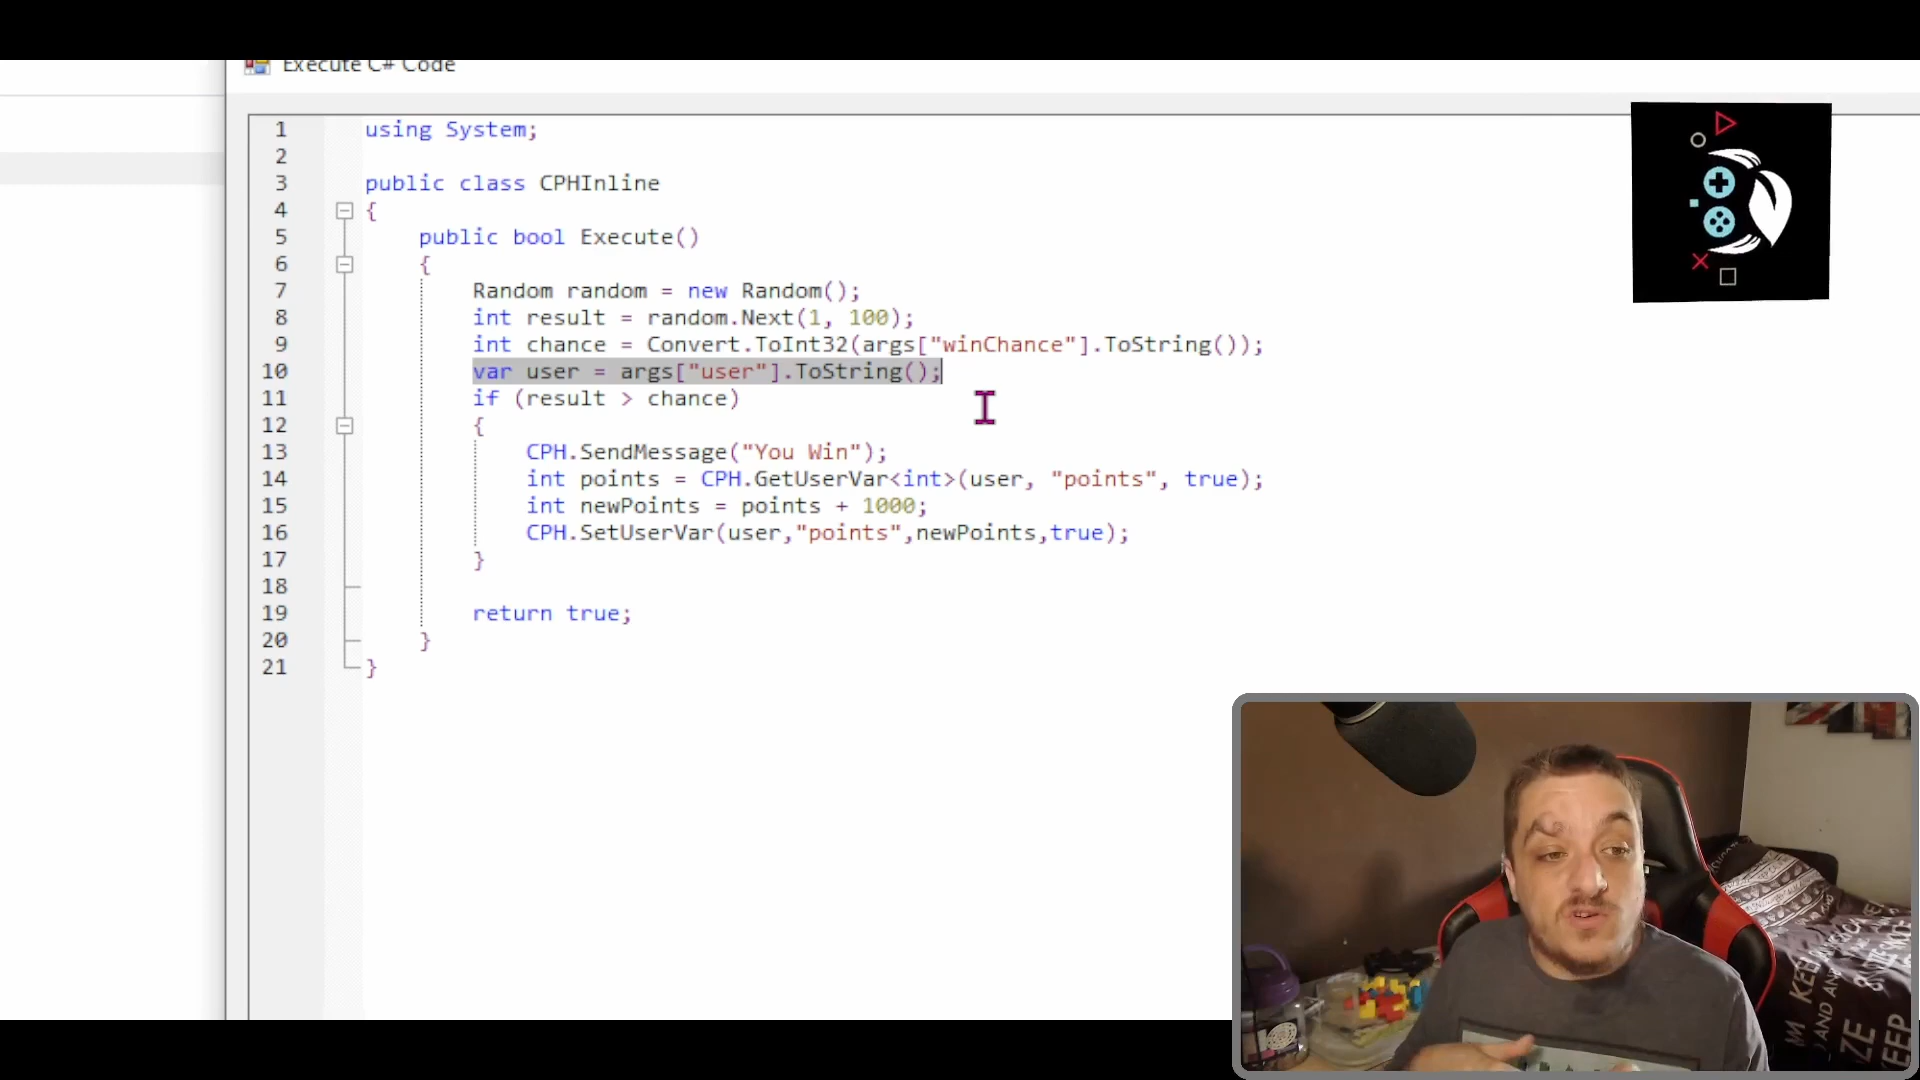 Execute C# Code
1 using System;
2
3 public class CPHInline
4 {
5 public bool Execute()
6 {
7 Random random = new Random();
8 int result = random.Next(1, 100);
9 int chance = Convert.ToInt32(args["winChance"].ToString());
10 var user = args["user"].ToString();
11 if (result > chance)
12 {
13 CPH.SendMessage("You Win");
14 int points = CPH.GetUserVar<int>(user, "points", true);
15 int newPoints = points + 1000;
16 CPH.SetUserVar(user,"points",newPoints,true);
17 }
18
19 return true;
20 }
21 }
KEEP
AND